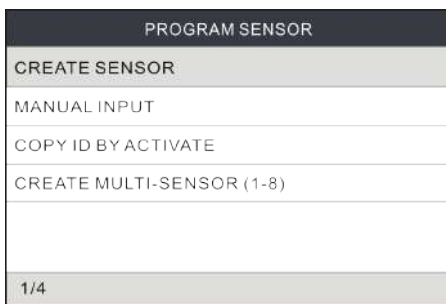 PROGRAM SENSOR
CREATE SENSOR
MANUAL INPUT
COPY ID BY ACTIVATE
CREATE MULTI-SENSOR (1-8)
1/4